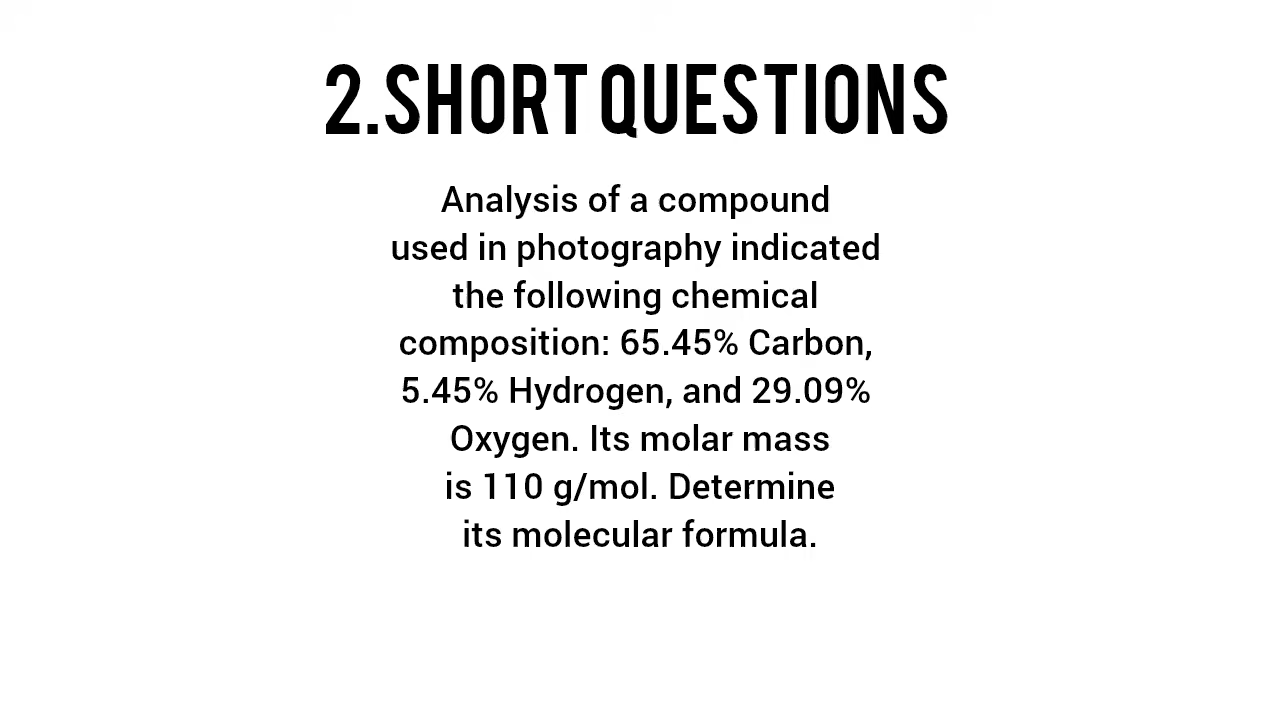 2.SHORT QUESTIONS
Analysis of a compound
used in photography indicated
the following chemical
composition: 65.45% Carbon,
5.45% Hydrogen, and 29.09%
Oxygen. Its molar mass
is 110 g/mol. Determine
its molecular formula.